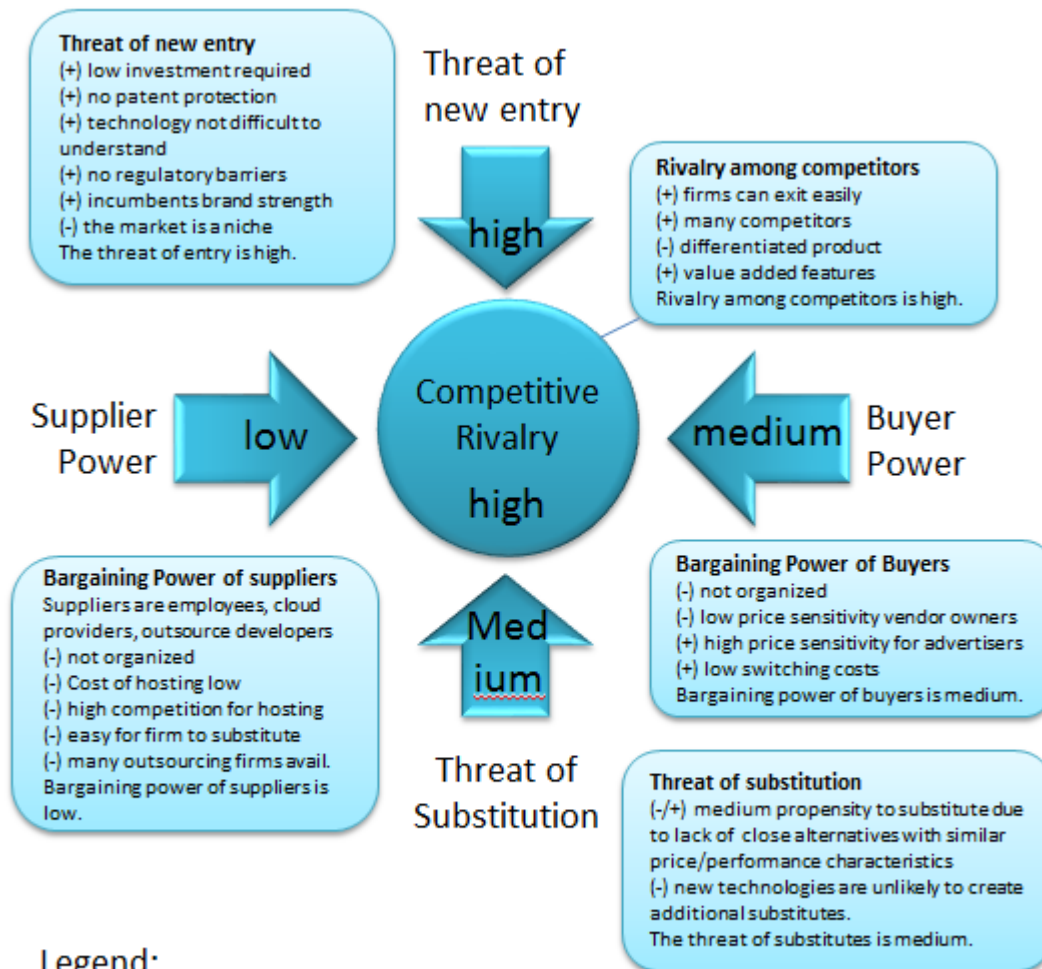 Threat of new entry
(+) low investment required
(+) no patent protection
(+) technology not difficult to
understand
(+) no regulatory barriers
(+) incumbents brand strength
(-) the market is a niche
The threat of entry is high.
Threat of
new entry
high
Rivalry among competitors
(+) firms can exit easily
(+) many competitors
(-) differentiated product
(+) value added features
Rivalry among competitors is high.
Supplier
Power
low
Competitive
Rivalry
high
medium
Buyer
Power
Bargaining Power of suppliers
Suppliers are employees, cloud
providers, outsource developers
(-) not organized
(-) Cost of hosting low
(-) high competition for hosting
(-) easy for firm to substitute
(-) many outsourcing firms avail.
Bargaining power of suppliers is
low.
Med
ium
Threat of
Substitution
Bargaining Power of Buyers
(-) not organized
(-) low price sensitivity vendor owners
(+) high price sensitivity for advertisers
(+) low switching costs
Bargaining power of buyers is medium.
Threat of substitution
(-/+) medium propensity to substitute due
to lack of close alternatives with similar
price/performance characteristics
(-) new technologies are unlikely to create
additional substitutes.
The threat of substitutes is medium.
Legend: